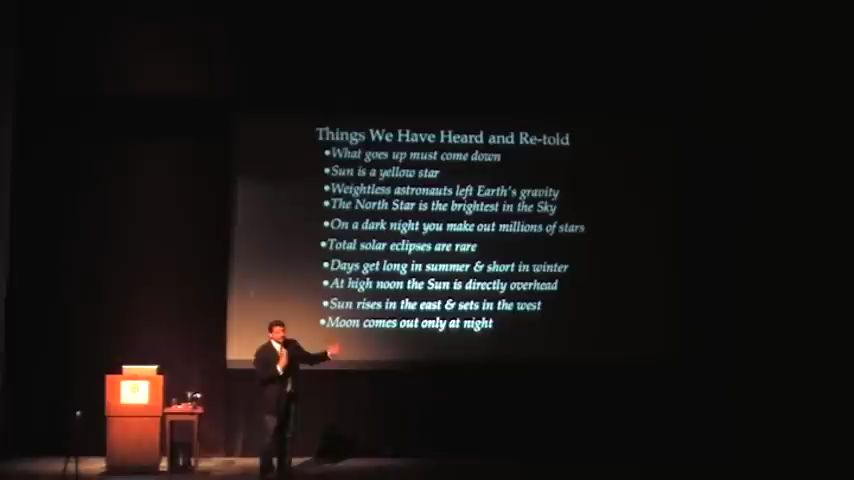 Things We Have Heard and Re-told
•What goes up must come down
•Sun is a yellow star
•Weightless astronauts left Earth's gravity
•The North Star is the brightest in the Sky
•On a dark night you make out millions of stars
•Total solar eclipses are rare
•Days get long in summer & short in winter
•At high noon the Sun is directly overhead
•Sun rises in the east & sets in the west
•Moon comes out only at night